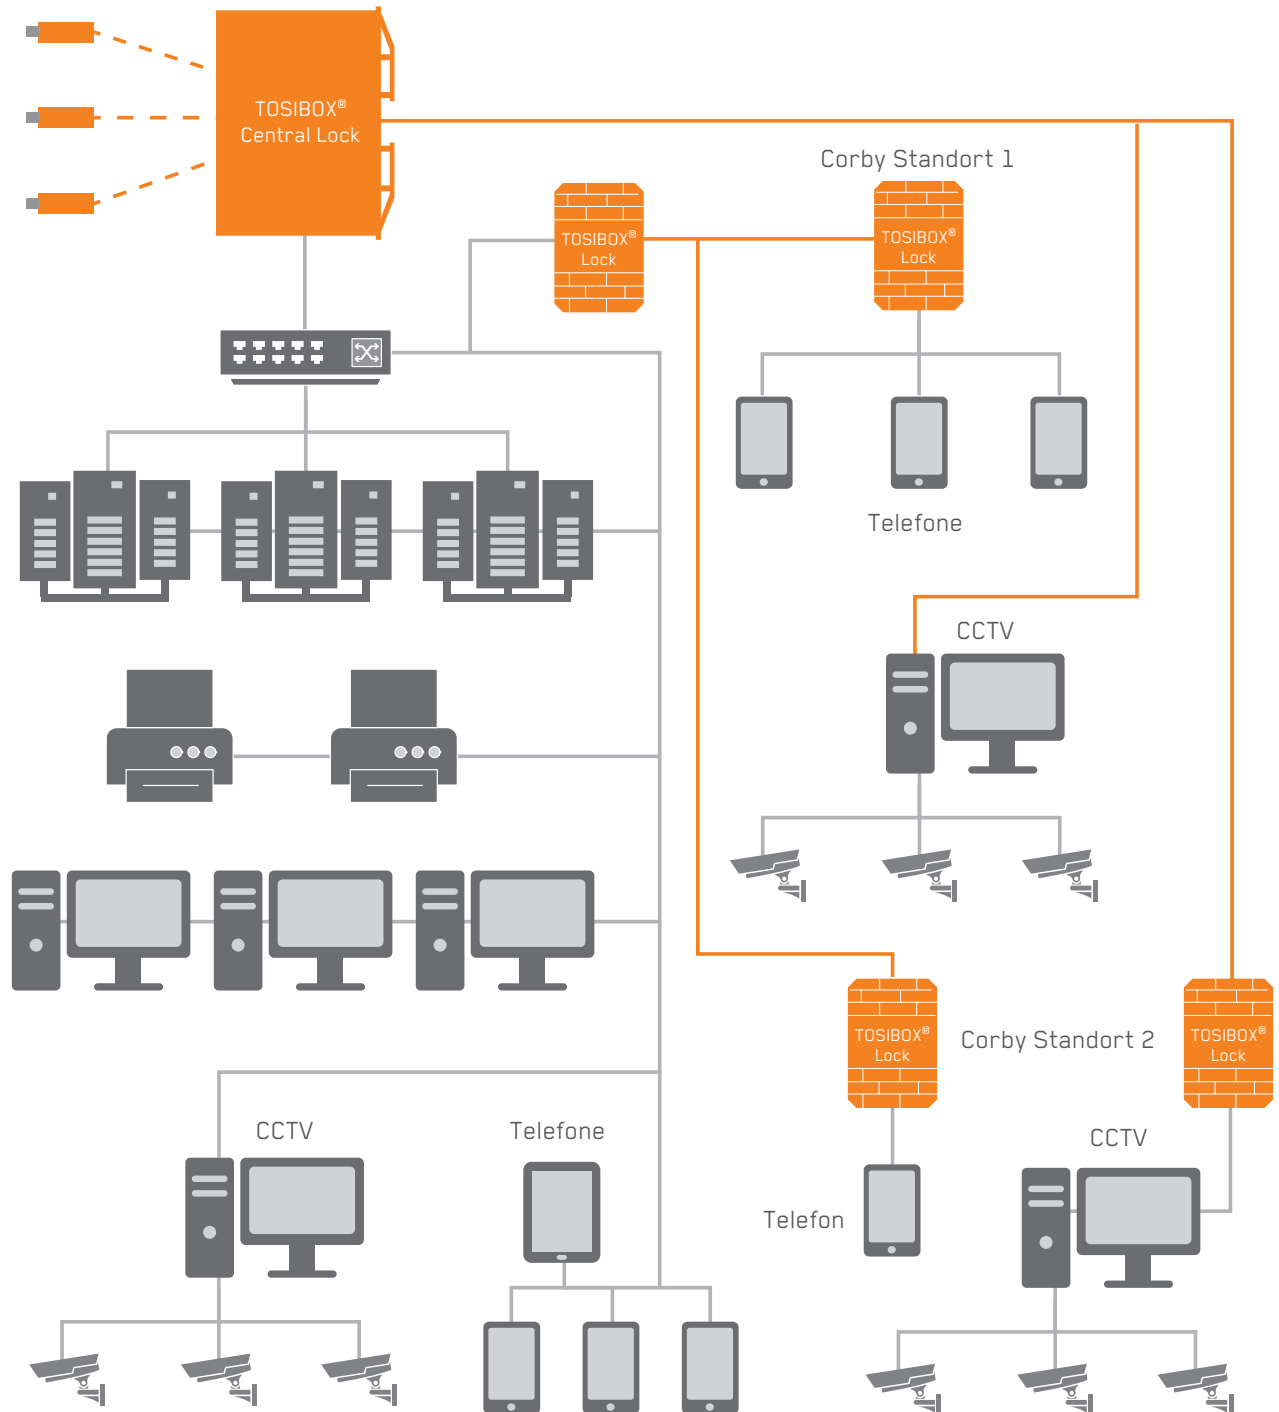 TOSIBOX®
Central Lock
Corby Standort 1
TOSIBOX®
Lock
TOSIBOX®
Lock
Telefone
CCTV
TOSIBOX®
Lock
Corby Standort 2
TOSIBOX®
Lock
CCTV
Telefone
CCTV
Telefon